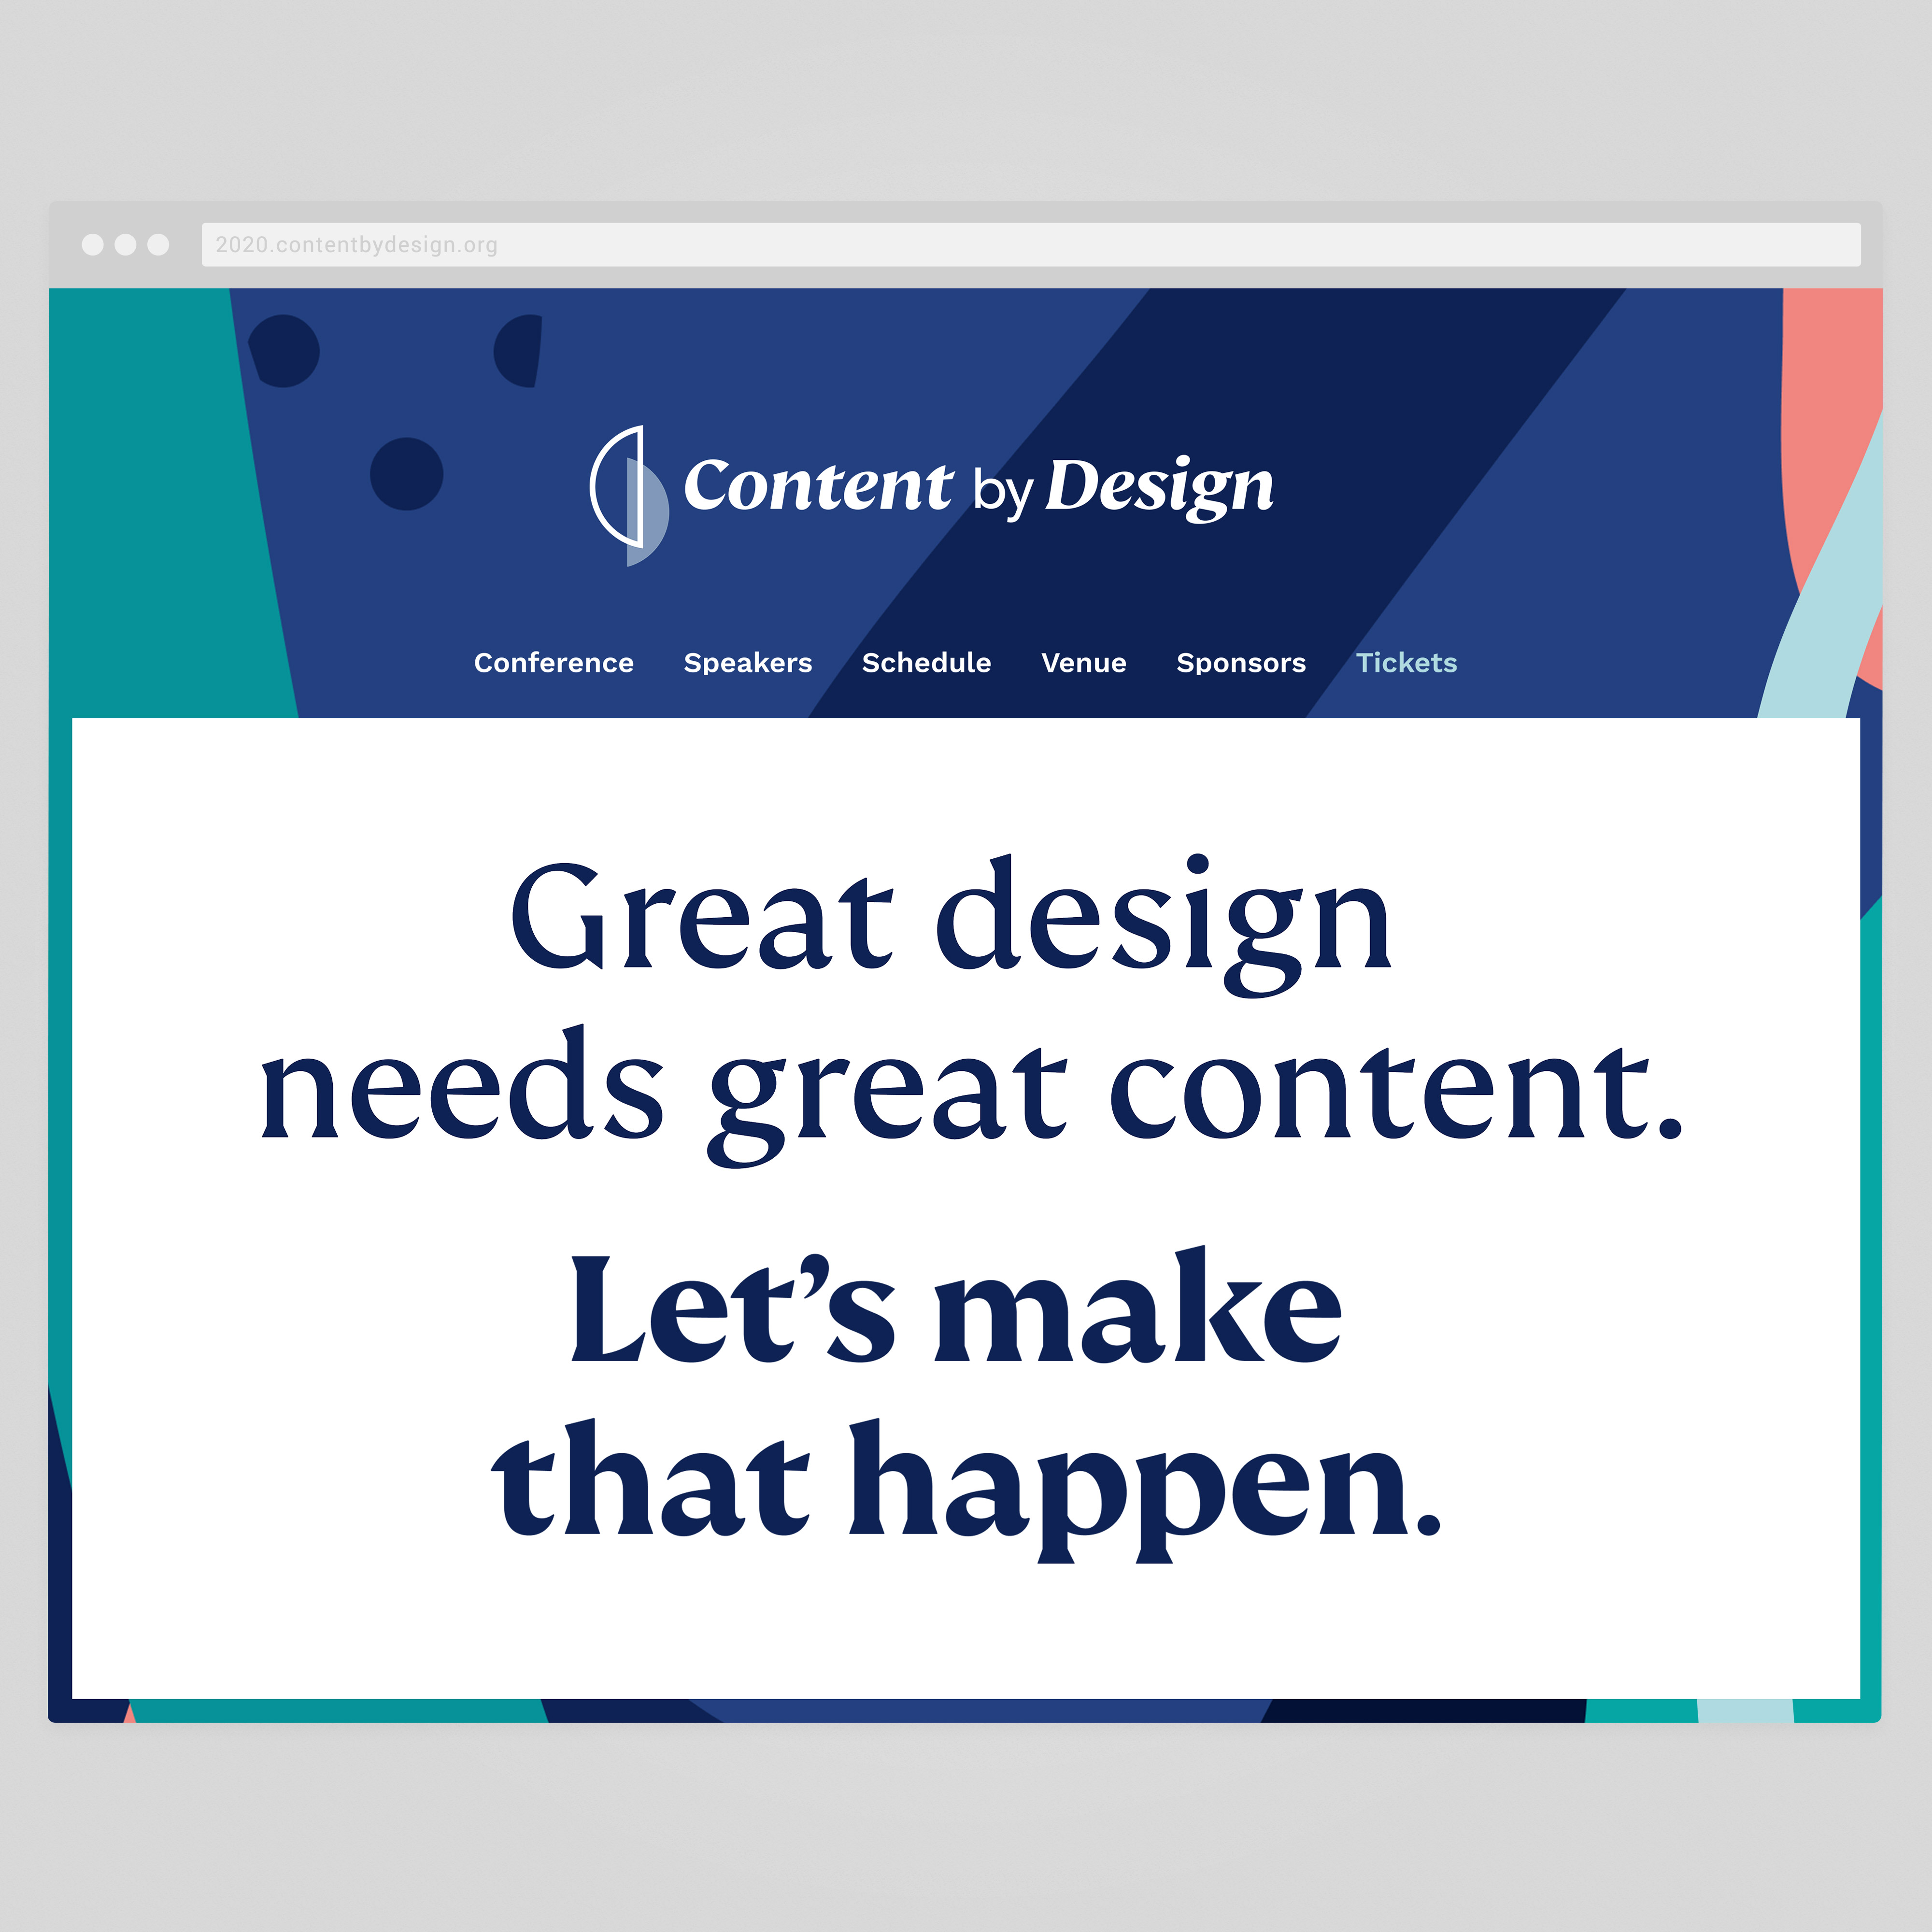 2020.contentbydesign.org
Content by Design
Conference Speakers Schedule Venue Sponsors Tickets
Great design
needs great content.
Let’s make
that happen.